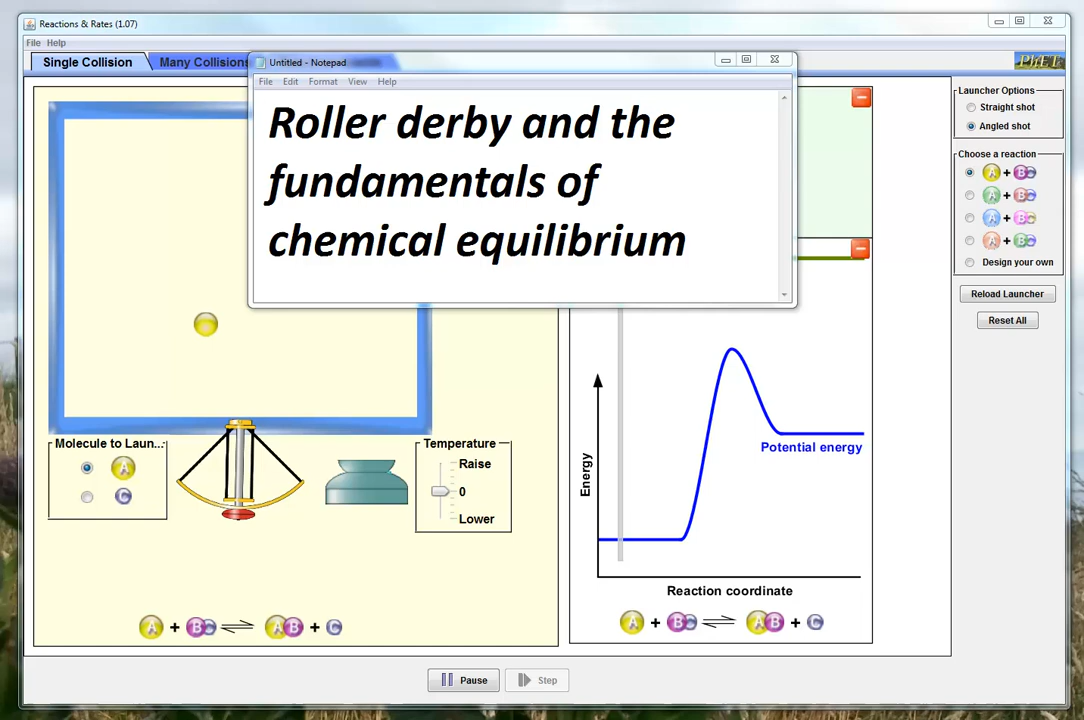 Reactions & Rates (1.07)
File Help
Single Collision
Many Collisions
PhET
Untitled - Notepad
File Edit Format View Help
Roller derby and the
fundamentals of
chemical equilibrium
Launcher Options
Straight shot
Angled shot
Choose a reaction
A + BC
A + BC
A + BC
A + BC
Design your own
Reload Launcher
Reset All
Molecule to Laun...
A
C
Temperature
Raise
0
Lower
A + BC ⇌ AB + C
Energy
Potential energy
Reaction coordinate
A + BC ⇌ AB + C
Pause
Step